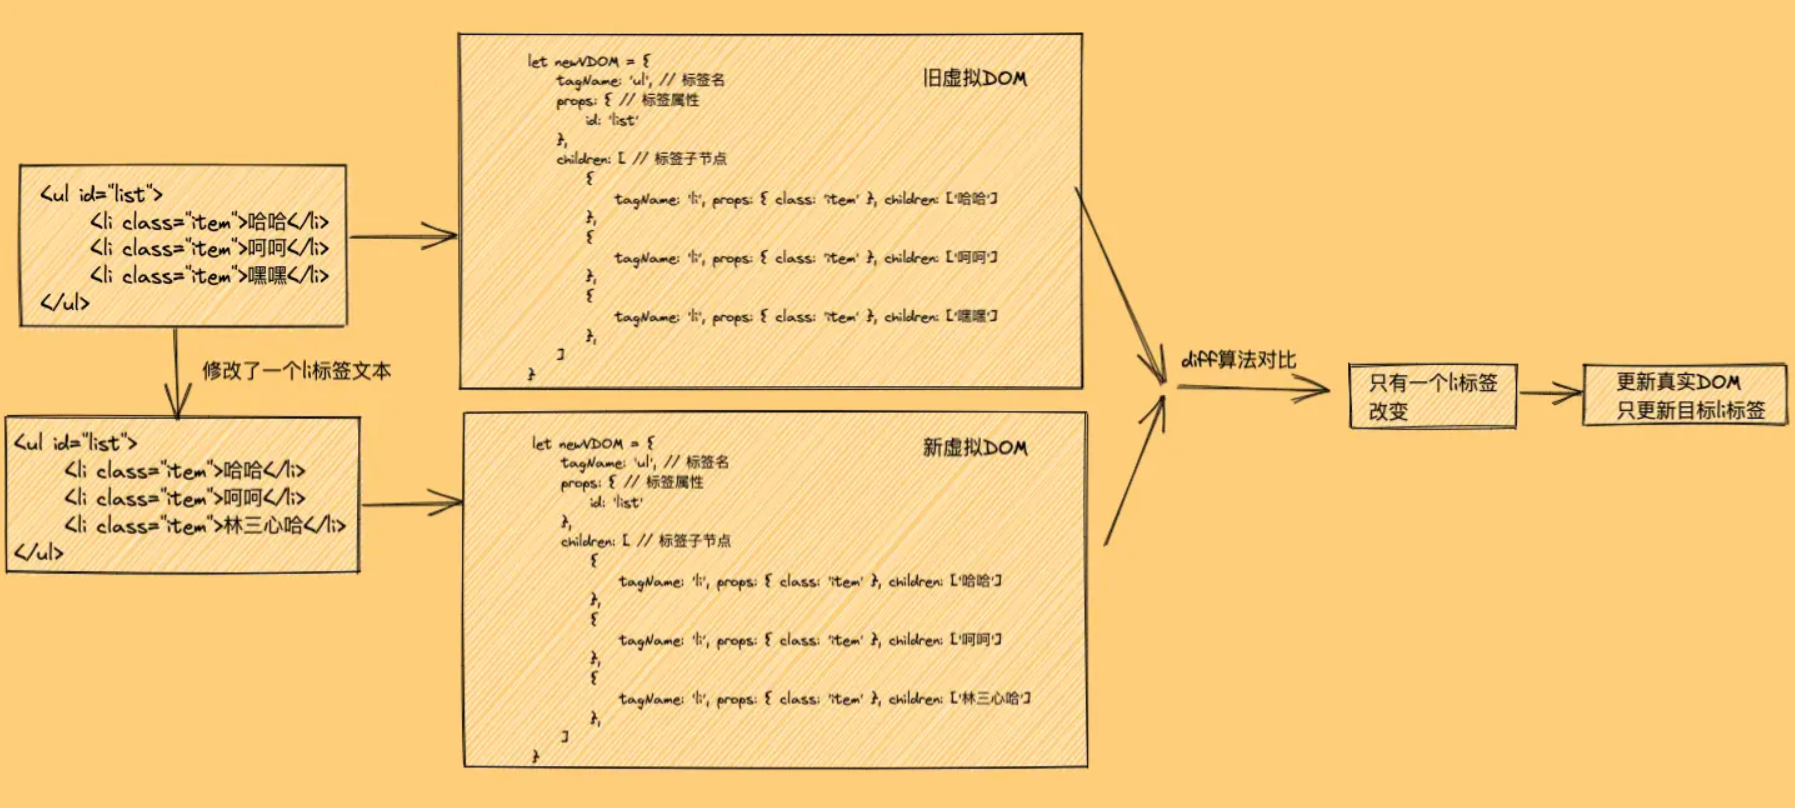 <ul id="list">
<li class="item">哈哈</li>
<li class="item">呵呵</li>
<li class="item">嘿嘿</li>
</ul>
修改了一个li标签文本
<ul id="list">
<li class="item">哈哈</li>
<li class="item">呵呵</li>
<li class="item">林三心哈</li>
</ul>
旧虚拟DOM
let newVDOM = {
tagName: 'ul', // 标签名
props: { // 标签属性
id: 'list'
},
children: [ // 标签子节点
{
tagName: 'li', props: { class: 'item' }, children: ['哈哈']
},
{
tagName: 'li', props: { class: 'item' }, children: ['呵呵']
},
{
tagName: 'li', props: { class: 'item' }, children: ['嘿嘿']
},
]
}
新虚拟DOM
let newVDOM = {
tagName: 'ul', // 标签名
props: { // 标签属性
id: 'list'
},
children: [ // 标签子节点
{
tagName: 'li', props: { class: 'item' }, children: ['哈哈']
},
{
tagName: 'li', props: { class: 'item' }, children: ['呵呵']
},
{
tagName: 'li', props: { class: 'item' }, children: ['林三心哈']
},
]
}
diff算法对比
只有一个li标签
改变
更新真实DOM
只更新目标li标签